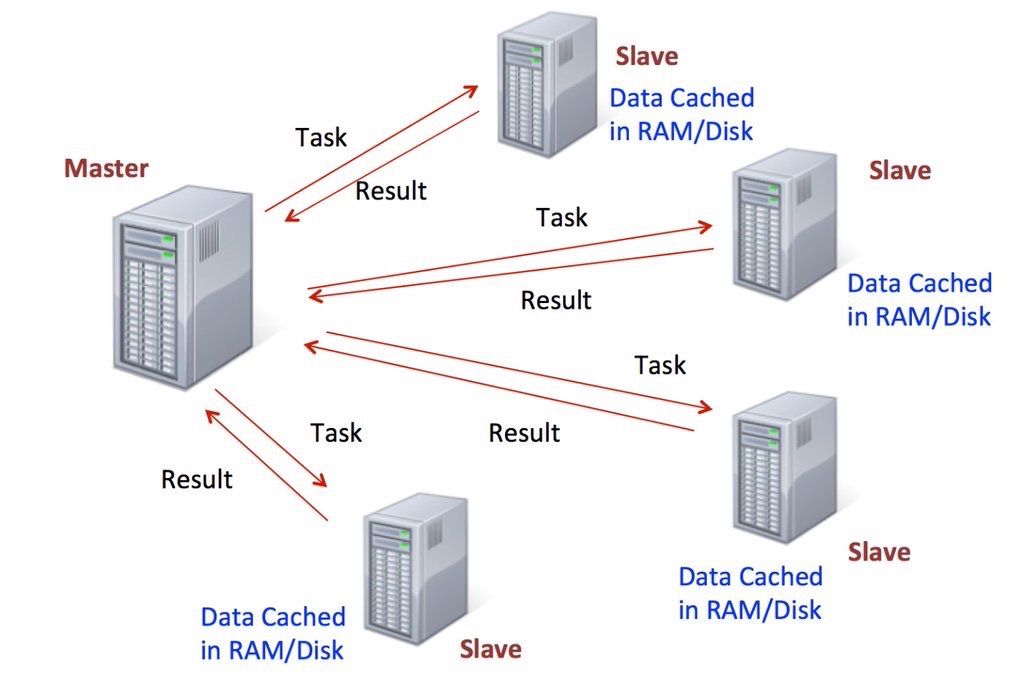 Slave
Data Cached
in RAM/Disk
Task
Master
Result
Slave
Task
Data Cached
in RAM/Disk
Result
Task
Task
Result
Result
Slave
Data Cached
in RAM/Disk
Data Cached
in RAM/Disk
Slave